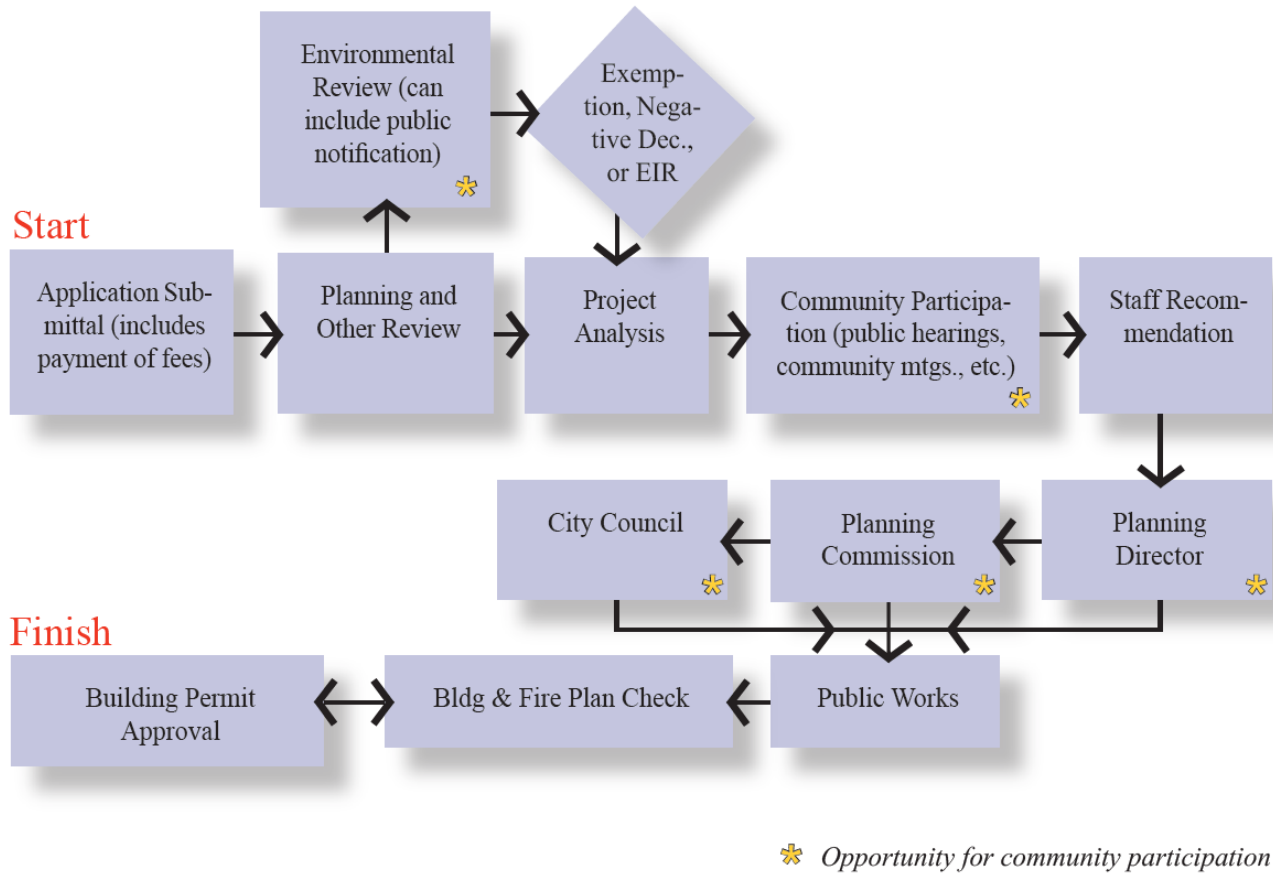 Environmental
Review (can
include public
notification)
*
Exemp-
tion, Nega-
tive Dec.,
or EIR
Start
Application Sub-
mittal (includes
payment of fees)
Planning and
Other Review
Project
Analysis
Community Participa-
tion (public hearings,
community mtgs., etc.)
*
Staff Recom-
mendation
City Council
*
Planning
Commission
*
Planning
Director
*
Finish
Building Permit
Approval
Bldg & Fire Plan Check
Public Works
* Opportunity for community participation